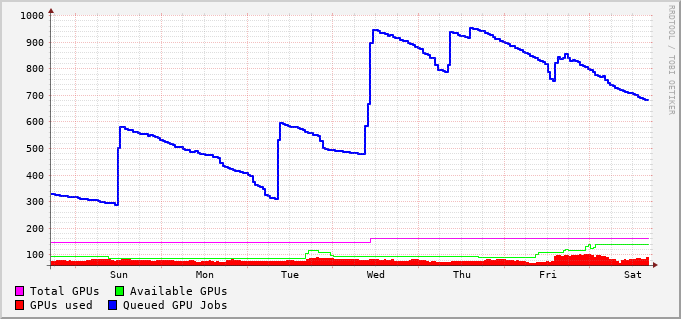 1000
900
800
700
600
500
400
300
200
100
Sun Mon Tue Wed Thu Fri Sat
Total GPUs Available GPUs
GPUs used Queued GPU Jobs
RRDTOOL / TOBI OETIKER